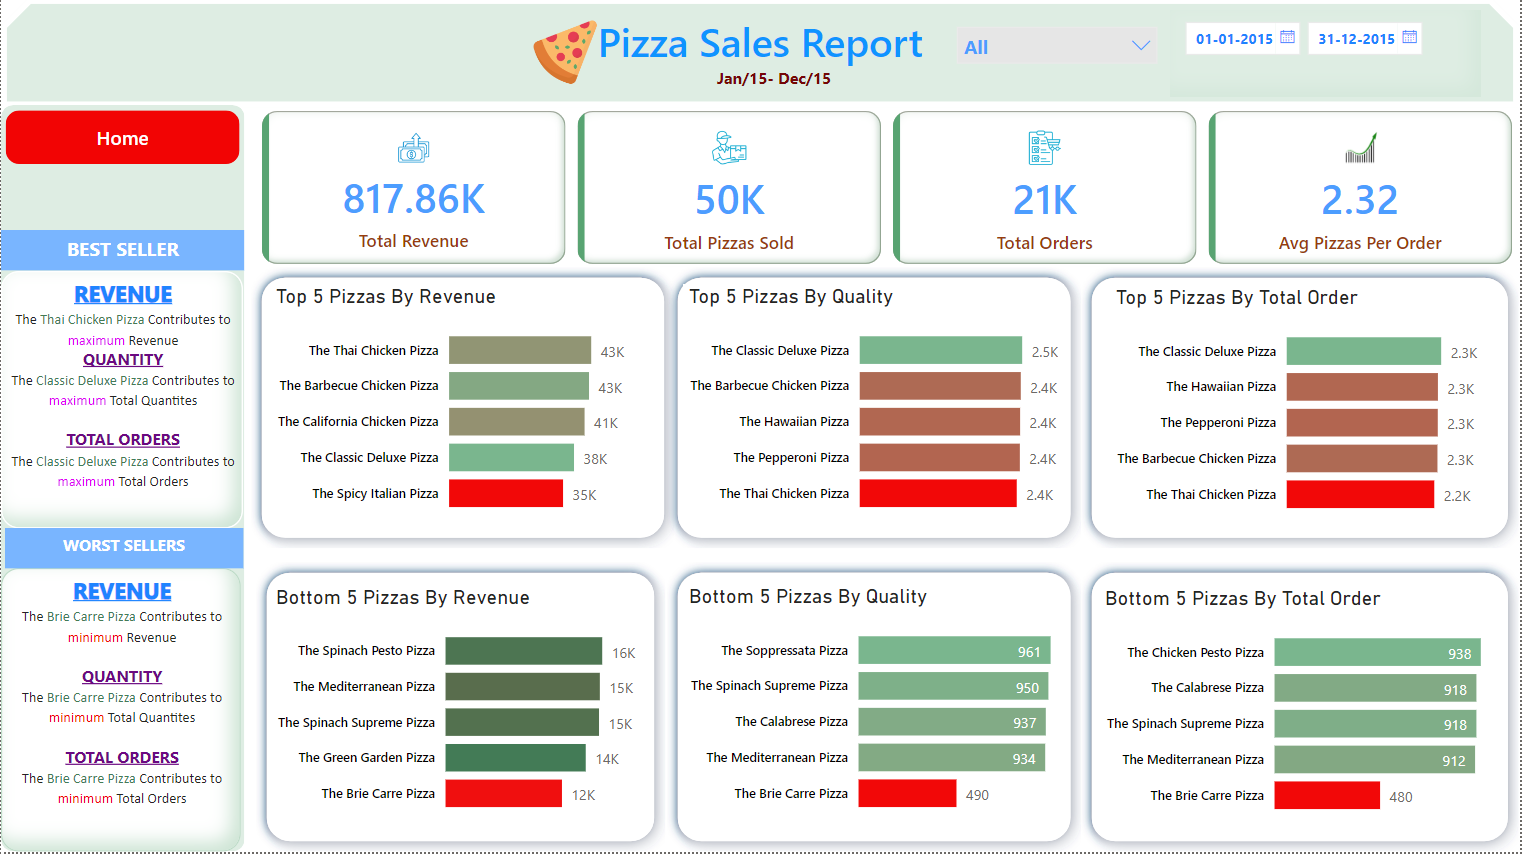 Pizza Sales Report
Jan/15- Dec/15
All
01-01-2015
31-12-2015
Home
817.86K
Total Revenue
50K
Total Pizzas Sold
21K
Total Orders
2.32
Avg Pizzas Per Order
BEST SELLER
REVENUE
The Thai Chicken Pizza Contributes to
maximum Revenue
QUANTITY
The Classic Deluxe Pizza Contributes to
maximum Total Quantites
TOTAL ORDERS
The Classic Deluxe Pizza Contributes to
maximum Total Orders
WORST SELLERS
REVENUE
The Brie Carre Pizza Contributes to
minimum Revenue
QUANTITY
The Brie Carre Pizza Contributes to
minimum Total Quantites
TOTAL ORDERS
The Brie Carre Pizza Contributes to
minimum Total Orders
Top 5 Pizzas By Revenue
The Thai Chicken Pizza 43K
The Barbecue Chicken Pizza 43K
The California Chicken Pizza 41K
The Classic Deluxe Pizza 38K
The Spicy Italian Pizza 35K
Top 5 Pizzas By Quality
The Classic Deluxe Pizza 2.5K
The Barbecue Chicken Pizza 2.4K
The Hawaiian Pizza 2.4K
The Pepperoni Pizza 2.4K
The Thai Chicken Pizza 2.4K
Top 5 Pizzas By Total Order
The Classic Deluxe Pizza 2.3K
The Hawaiian Pizza 2.3K
The Pepperoni Pizza 2.3K
The Barbecue Chicken Pizza 2.3K
The Thai Chicken Pizza 2.2K
Bottom 5 Pizzas By Revenue
The Spinach Pesto Pizza 16K
The Mediterranean Pizza 15K
The Spinach Supreme Pizza 15K
The Green Garden Pizza 14K
The Brie Carre Pizza 12K
Bottom 5 Pizzas By Quality
The Soppressata Pizza 961
The Spinach Supreme Pizza 950
The Calabrese Pizza 937
The Mediterranean Pizza 934
The Brie Carre Pizza 490
Bottom 5 Pizzas By Total Order
The Chicken Pesto Pizza 938
The Calabrese Pizza 918
The Spinach Supreme Pizza 918
The Mediterranean Pizza 912
The Brie Carre Pizza 480